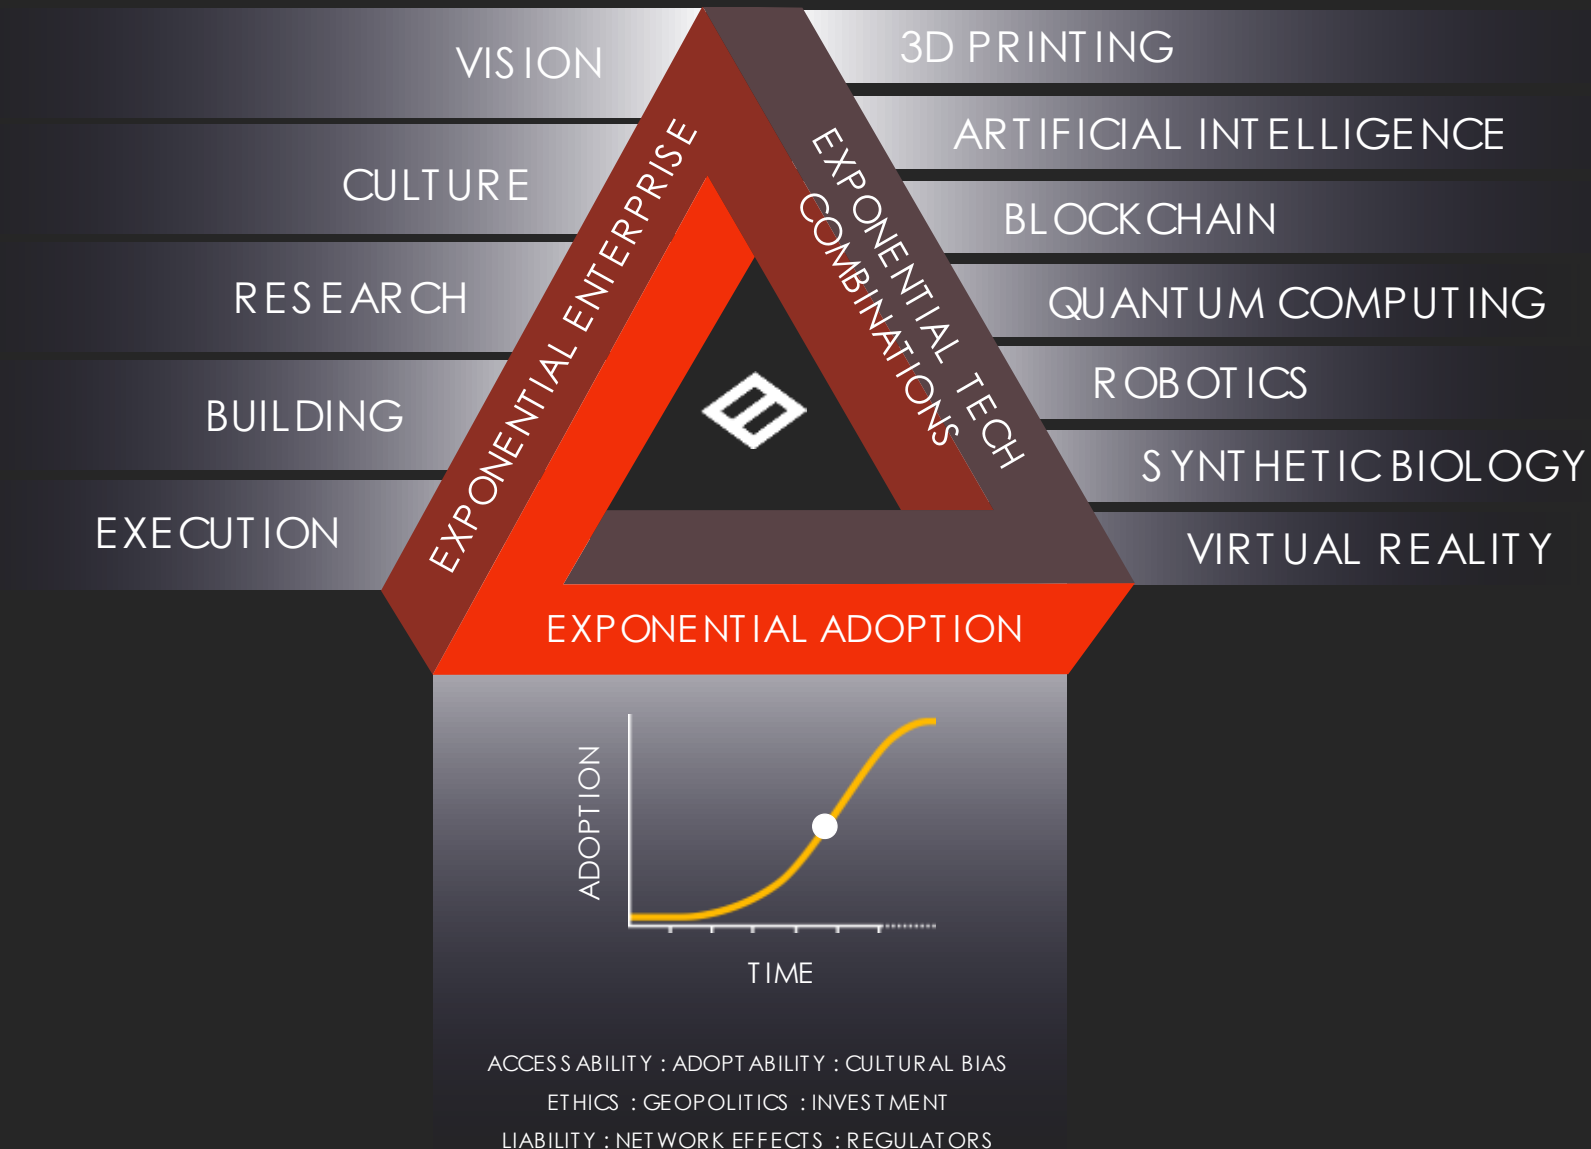 VISION
CULTURE
RESEARCH
BUILDING
EXECUTION
EXPONENTIAL ENTERPRISE
EXPONENTIAL TECH
COMBINATIONS
3D PRINTING
ARTIFICIAL INTELLIGENCE
BLOCKCHAIN
QUANTUM COMPUTING
ROBOTICS
SYNTHETIC BIOLOGY
VIRTUAL REALITY
EXPONENTIAL ADOPTION
ADOPTION
TIME
ACCESSABILITY : ADOPTABILITY : CULTURAL BIAS
ETHICS : GEOPOLITICS : INVESTMENT
LIABILITY : NETWORK EFFECTS : REGULATORS